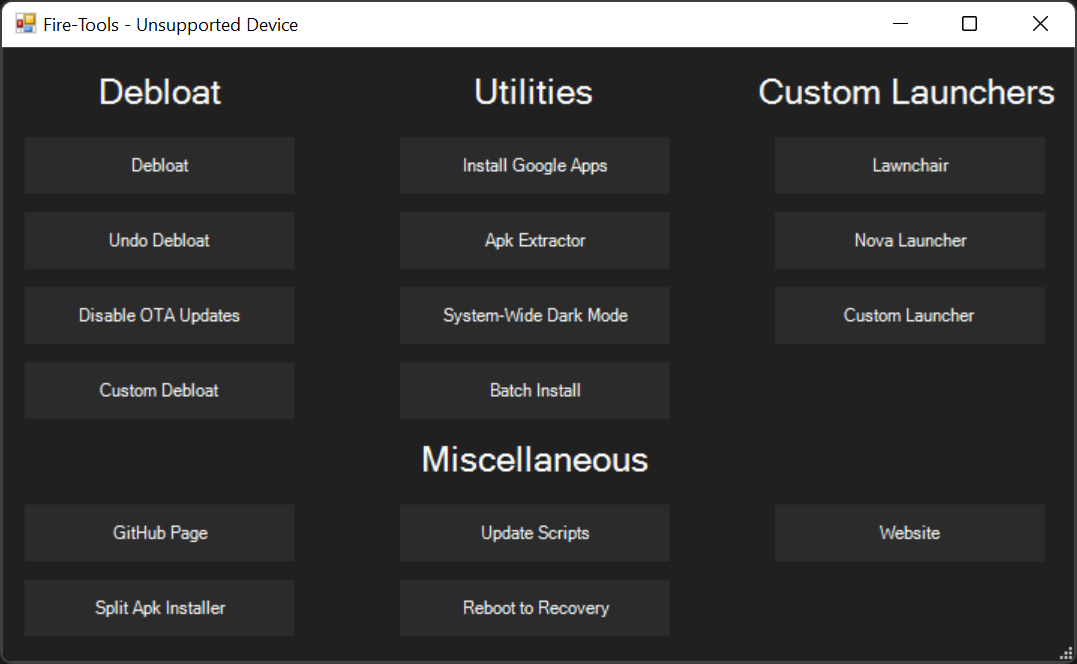 Fire-Tools - Unsupported Device
Debloat
Utilities
Custom Launchers
Debloat
Install Google Apps
Lawnchair
Undo Debloat
Apk Extractor
Nova Launcher
Disable OTA Updates
System-Wide Dark Mode
Custom Launcher
Custom Debloat
Batch Install
Miscellaneous
GitHub Page
Update Scripts
Website
Split Apk Installer
Reboot to Recovery